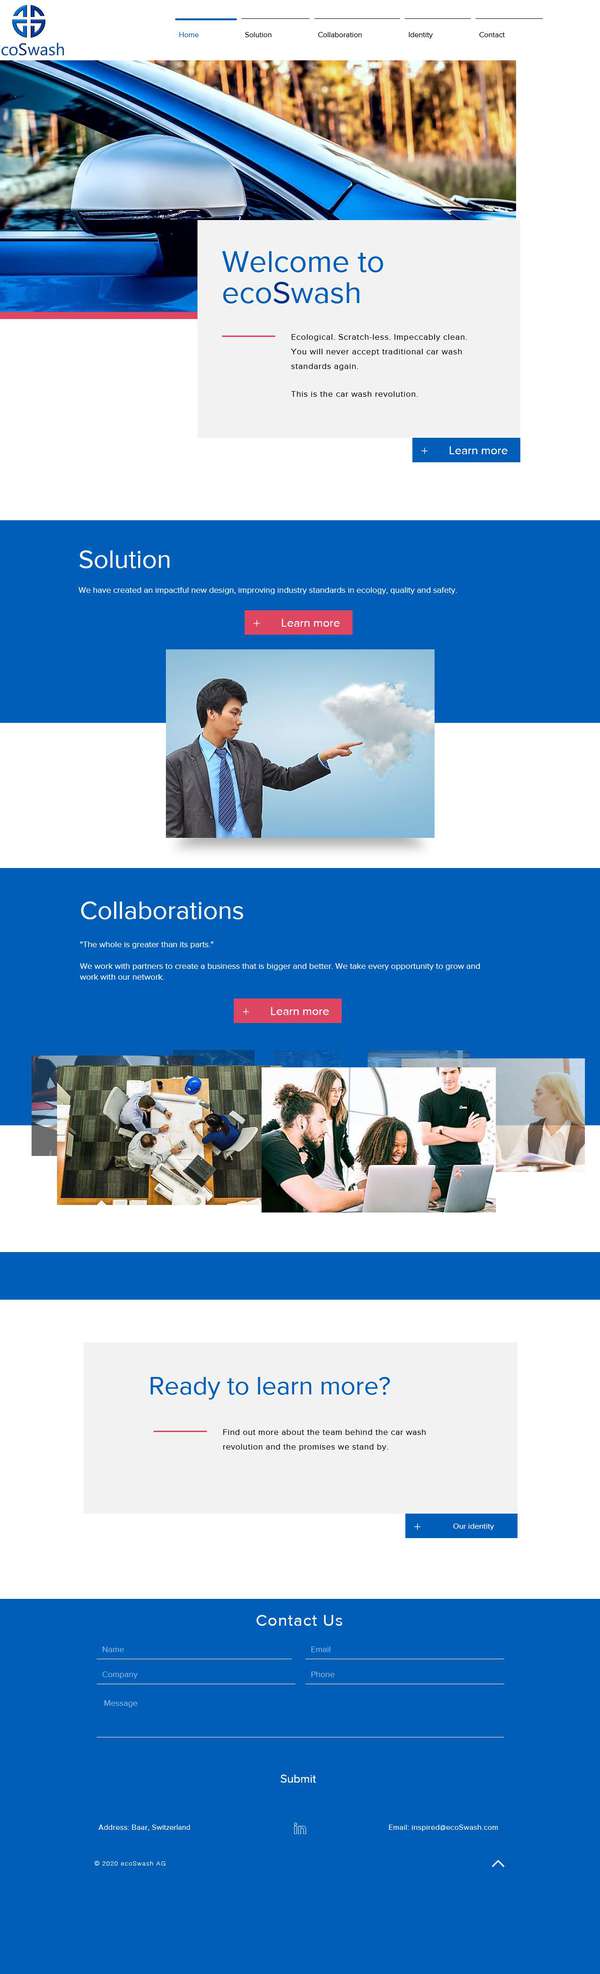 coSwash
Home
Solution
Collaboration
Identity
Contact
Welcome to
ecoSwash
Ecological. Scratch-less. Impeccably clean.
You will never accept traditional car wash
standards again.
This is the car wash revolution.
+ Learn more
Solution
We have created an impactful new design, improving industry standards in ecology, quality and safety.
+ Learn more
Collaborations
"The whole is greater than its parts."
We work with partners to create a business that is bigger and better. We take every opportunity to grow and
work with our network.
+ Learn more
Ready to learn more?
Find out more about the team behind the car wash
revolution and the promises we stand by.
+ Our identity
Contact Us
Name
Email
Company
Phone
Message
Submit
Address: Baar, Switzerland
in
Email: inspired@ecoSwash.com
© 2020 ecoSwash AG